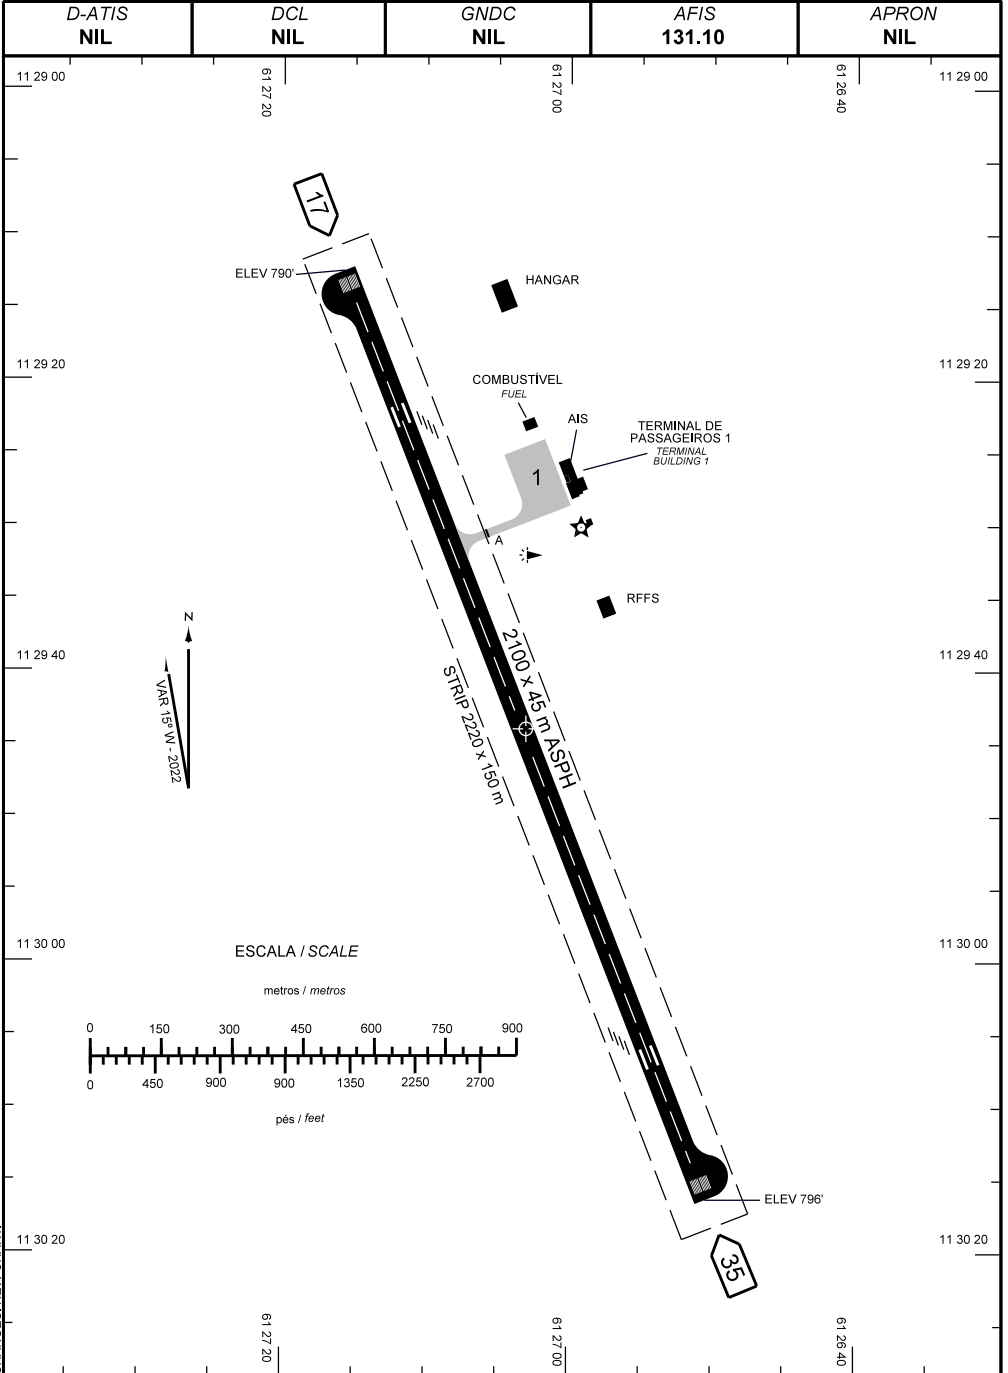 D-ATIS DCL GNDC AFIS APRON
NIL NIL NIL 131.10 NIL
61 27 20 61 27 00 61 26 40
11 29 00 11 29 00
17
ELEV 790'
HANGAR
11 29 20 11 29 20
COMBUSTÍVEL
FUEL
AIS
TERMINAL DE
PASSAGEIROS 1
TERMINAL
BUILDING 1
1
A
RFFS
N
VAR 15° W - 2022
11 29 40 11 29 40
2100 x 45 m ASPH
STRIP 2220 x 150 m
11 30 00 11 30 00
ESCALA / SCALE
metros / metros
0 150 300 450 600 750 900
0 450 900 900 1350 2250 2700
pés / feet
ELEV 796'
11 30 20 11 30 20
35
61 27 20 61 27 00 61 26 40